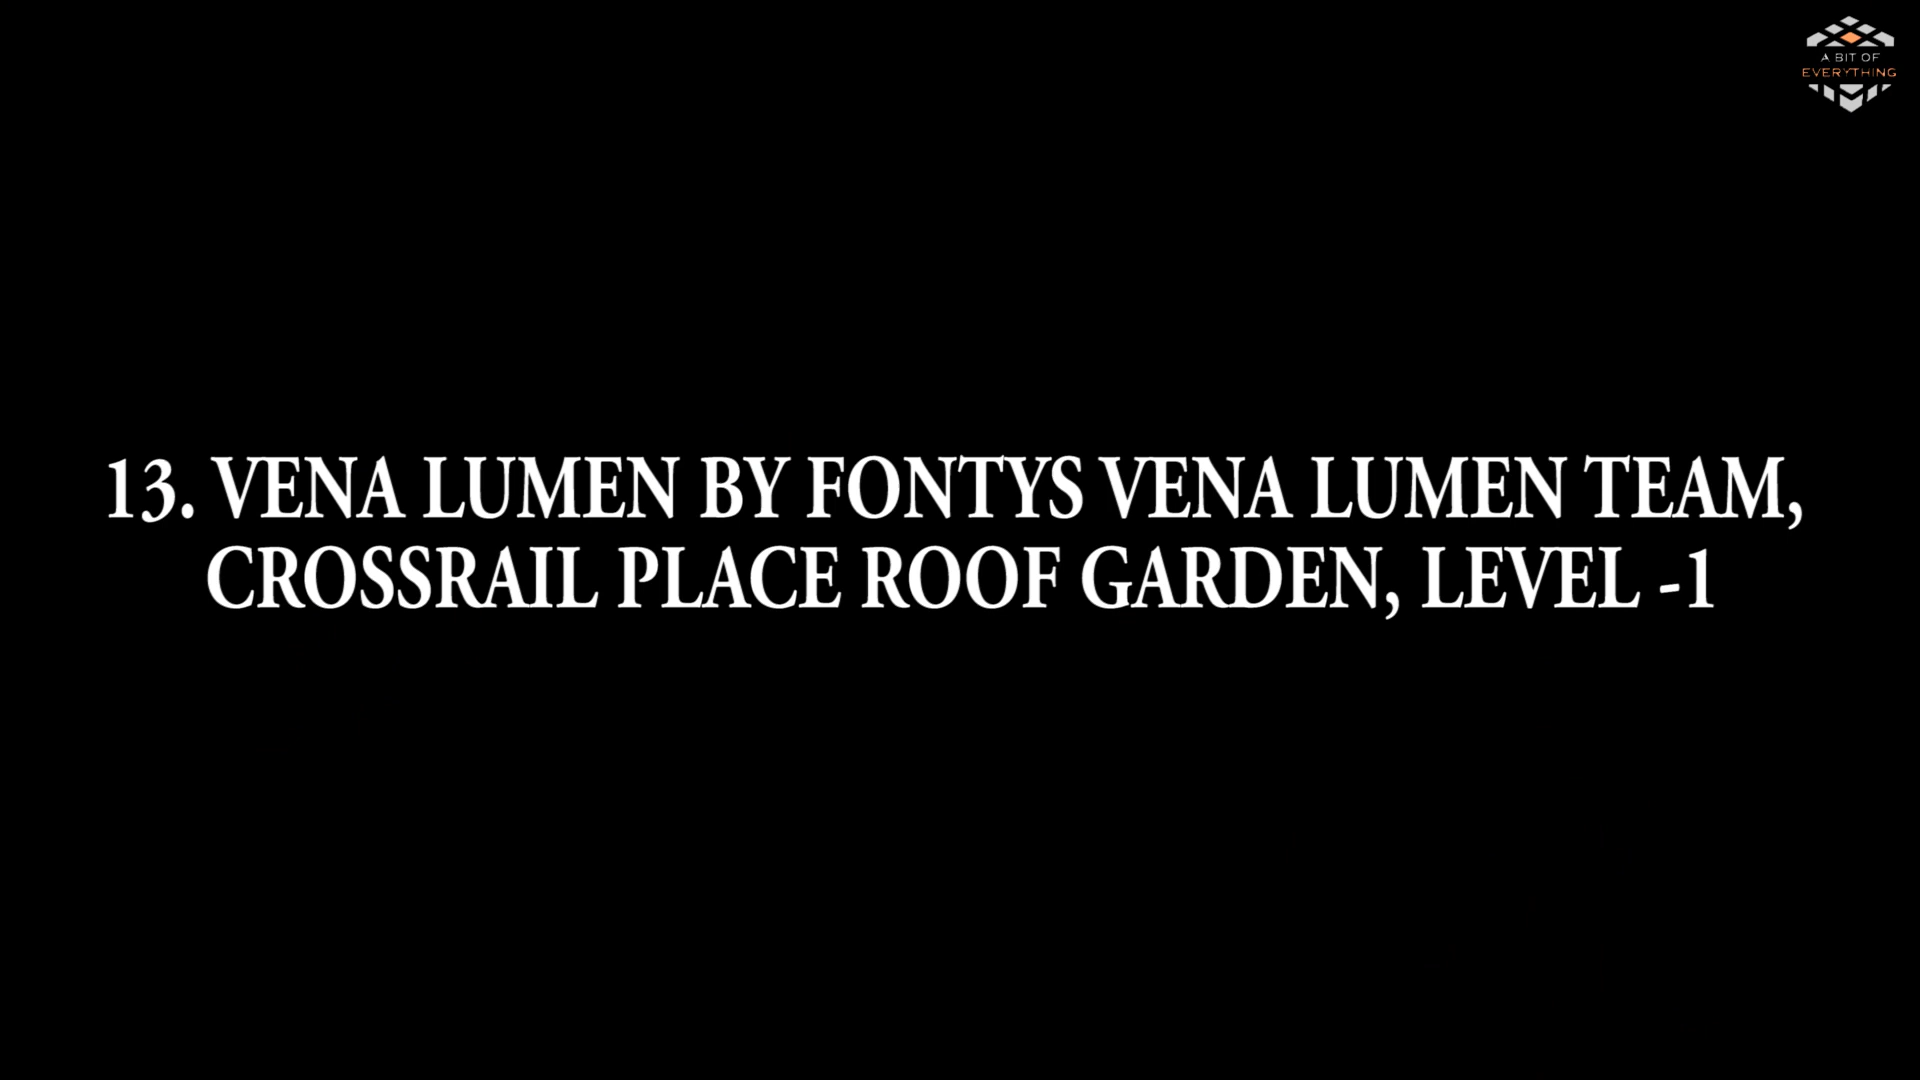 A BIT OF
EVERYTHING
13. VENA LUMEN BY FONTYS VENA LUMEN TEAM,
CROSSRAIL PLACE ROOF GARDEN, LEVEL -1